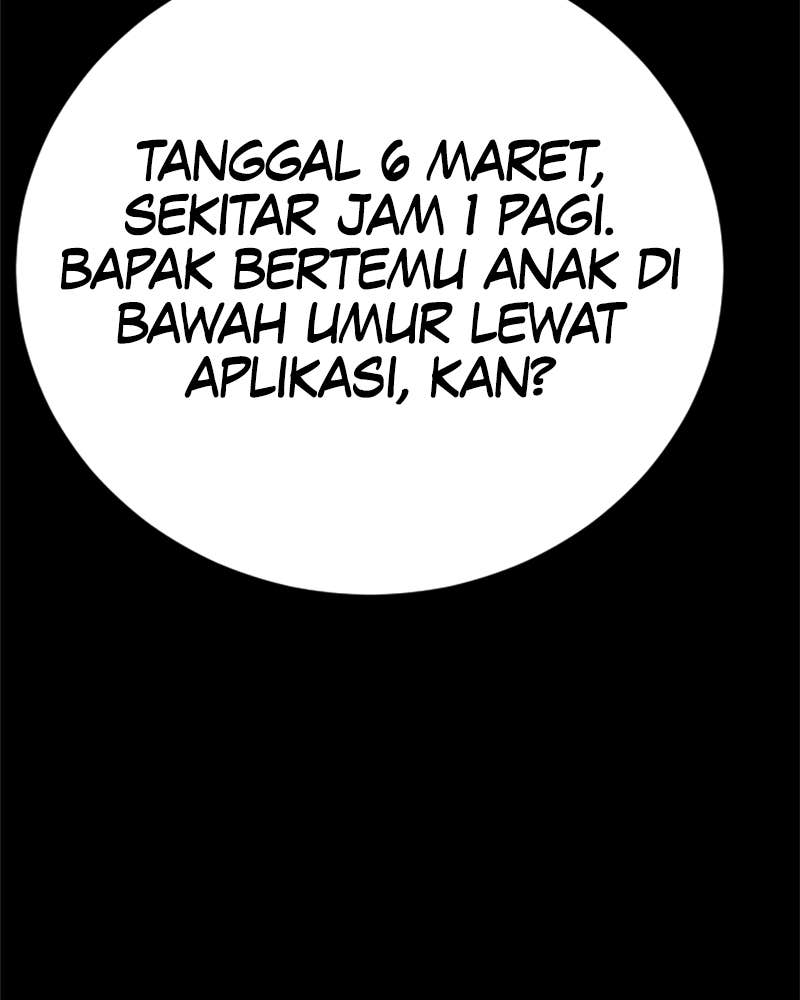 TANGGAL 6 MARET,
SEKITAR JAM 1 PAGI.
BAPAK BERTEMU ANAK DI
BAWAH UMUR LEWAT
APLIKASI, KAN?